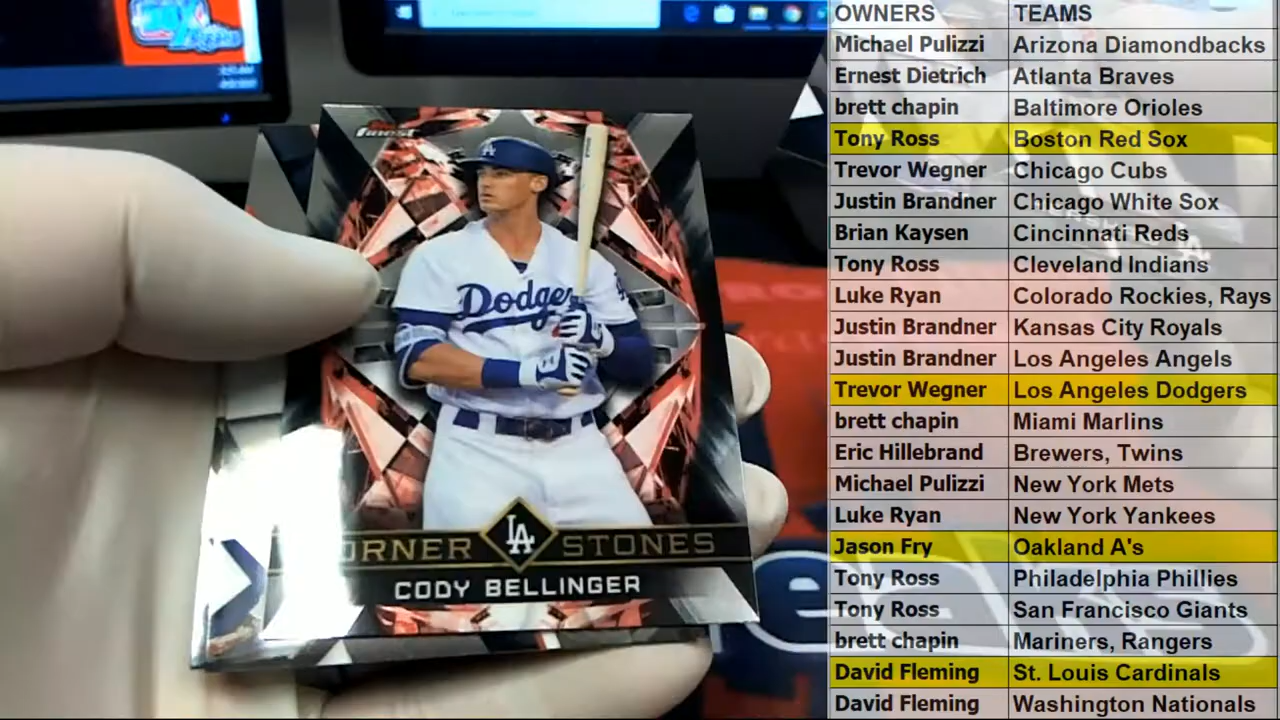 OWNERS TEAMS
Michael Pulizzi Arizona Diamondbacks
Ernest Dietrich Atlanta Braves
brett chapin Baltimore Orioles
Tony Ross Boston Red Sox
Trevor Wegner Chicago Cubs
Justin Brandner Chicago White Sox
Brian Kaysen Cincinnati Reds
Tony Ross Cleveland Indians
Luke Ryan Colorado Rockies, Rays
Justin Brandner Kansas City Royals
Justin Brandner Los Angeles Angels
Trevor Wegner Los Angeles Dodgers
brett chapin Miami Marlins
Eric Hillebrand Brewers, Twins
Michael Pulizzi New York Mets
Luke Ryan New York Yankees
Jason Fry Oakland A's
Tony Ross Philadelphia Phillies
Tony Ross San Francisco Giants
brett chapin Mariners, Rangers
David Fleming St. Louis Cardinals
David Fleming Washington Nationals
finest
LA
Dodge
ORNER LA STONES
CODY BELLINGER